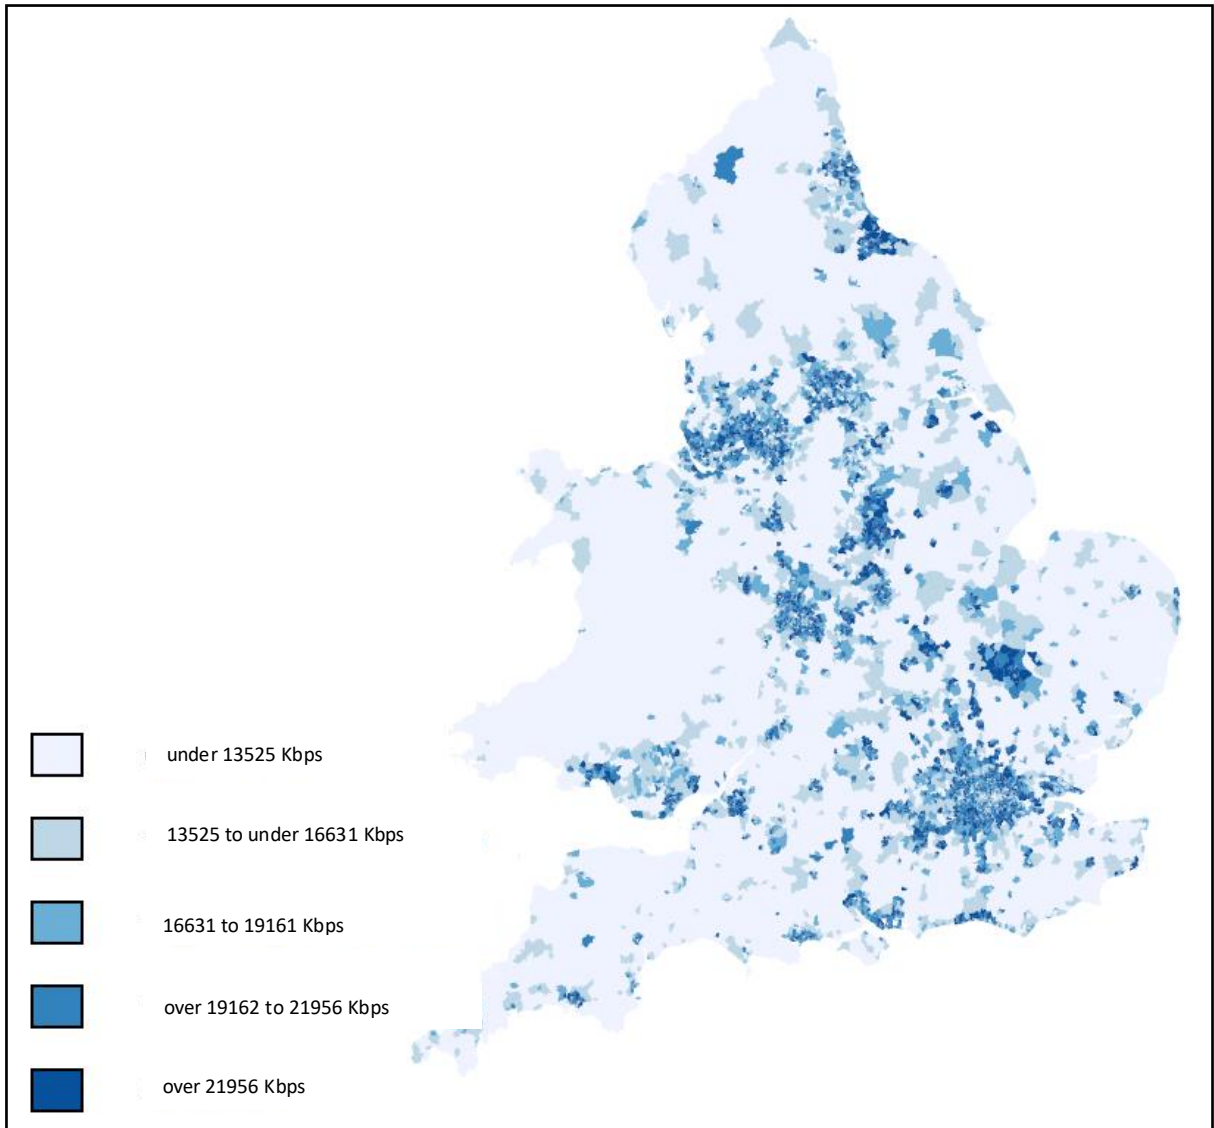 under 13525 Kbps
13525 to under 16631 Kbps
16631 to 19161 Kbps
over 19162 to 21956 Kbps
over 21956 Kbps